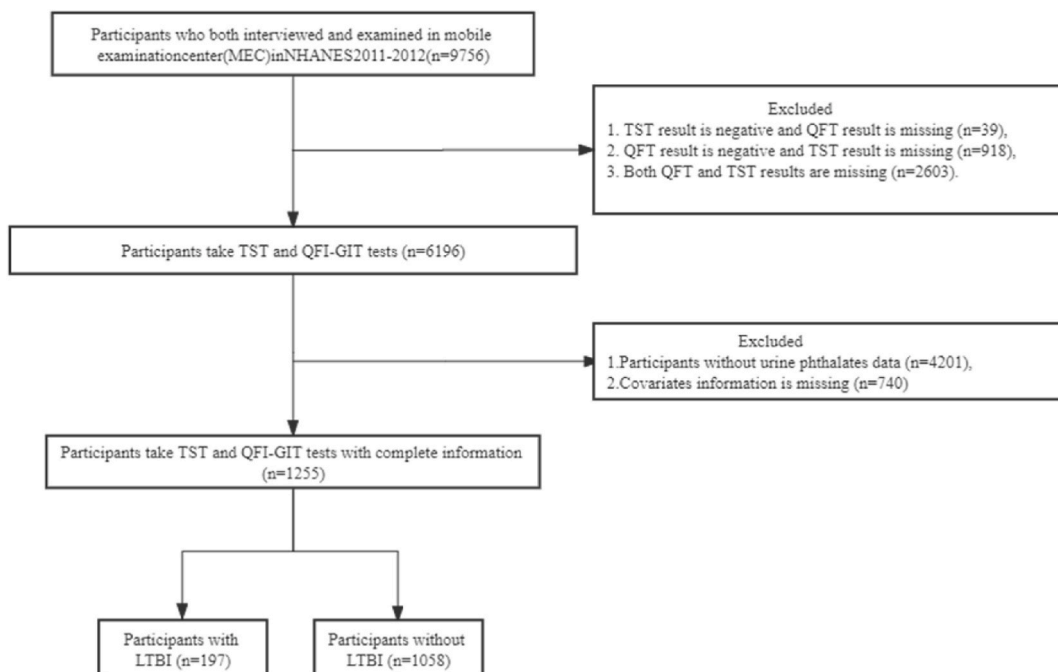 Participants who both interviewed and examined in mobile
examinationcenter(MEC)inNHANES2011-2012(n=9756)
Excluded
1. TST result is negative and QFT result is missing (n=39),
2. QFT result is negative and TST result is missing (n=918),
3. Both QFT and TST results are missing (n=2603).
Participants take TST and QFI-GIT tests (n=6196)
Excluded
1.Participants without urine phthalates data (n=4201),
2.Covariates information is missing (n=740)
Participants take TST and QFI-GIT tests with complete information
(n=1255)
Participants with
LTBI (n=197)
Participants without
LTBI (n=1058)